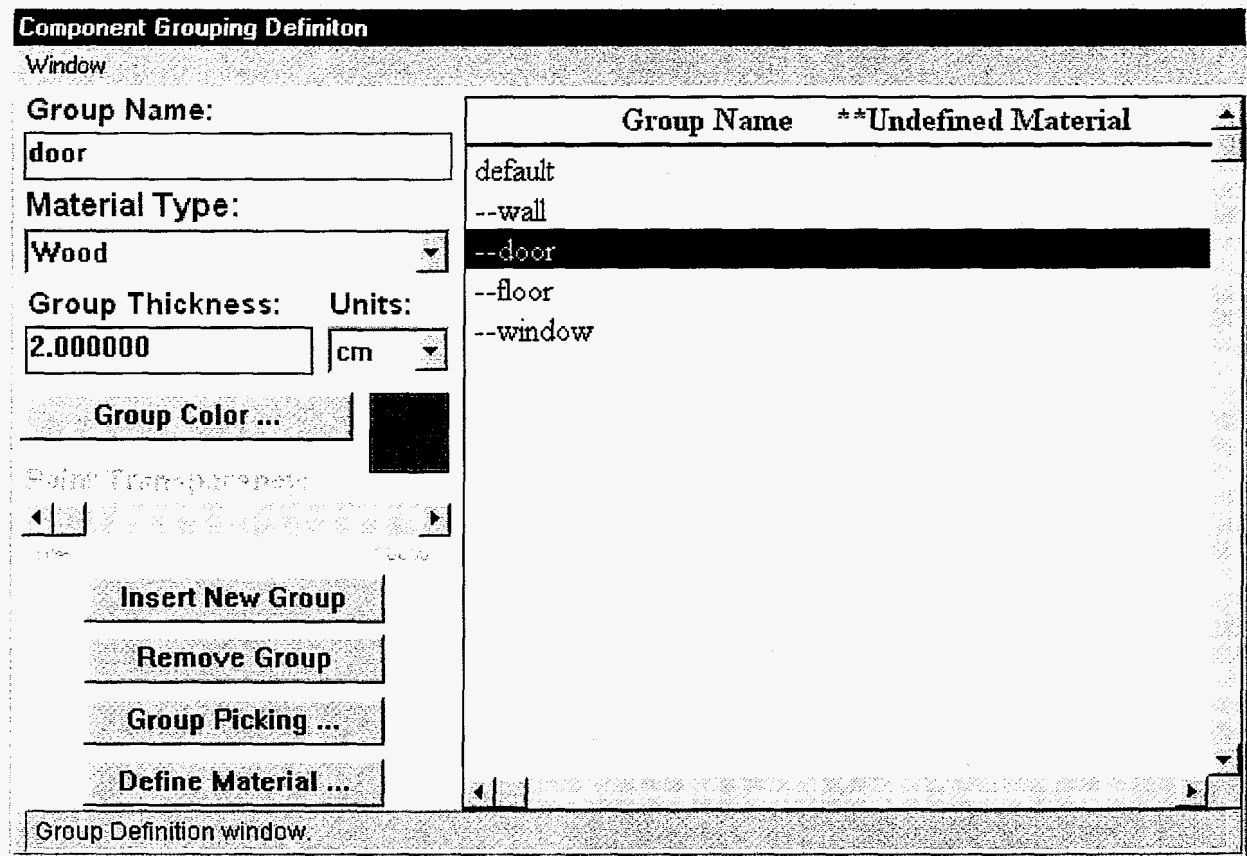 Component Grouping Definiton
Window
Group Name:
door
Material Type:
Wood
Group Thickness: Units:
2.000000 cm
Group Color ...
Insert New Group
Remove Group
Group Picking ...
Define Material ...
Group Name **Undefined Material
default
--wall
--door
--floor
--window
Group Definition window.